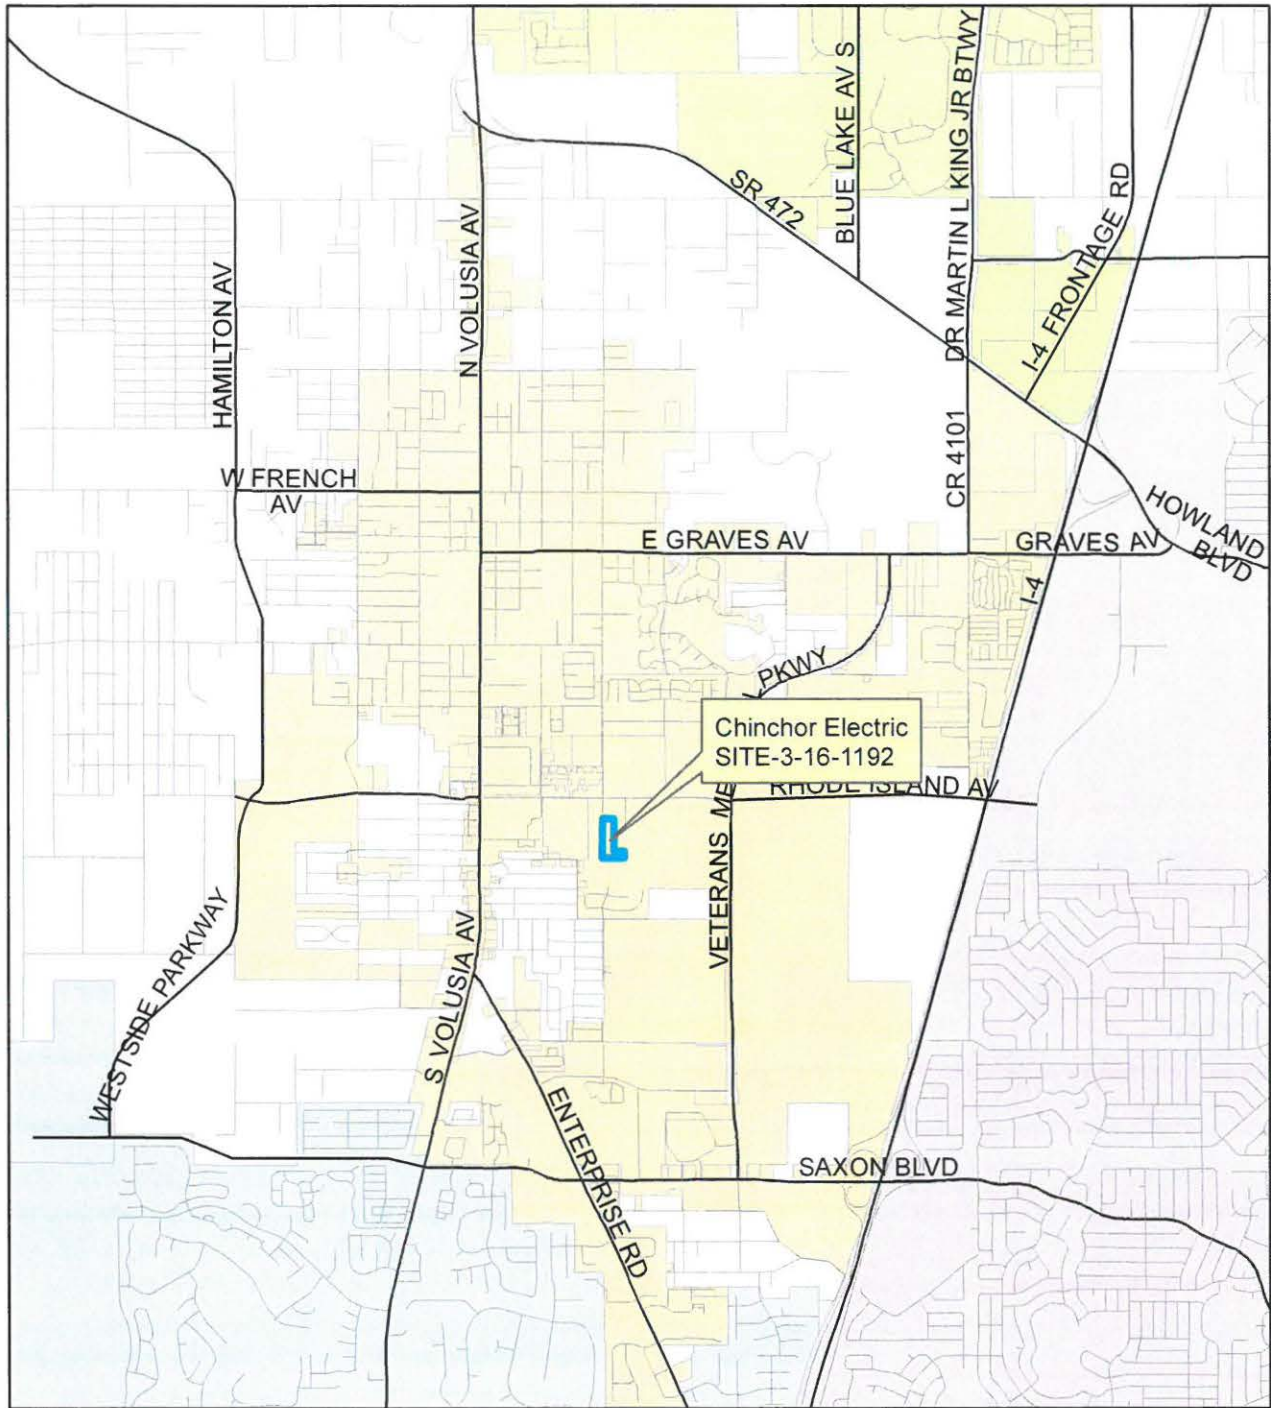 BLUE LAKE AV S
DR MARTIN L KING JR BTWY
SR 472
I-4 FRONTAGE RD
N VOLUSIA AV
HAMILTON AV
CR 4101
W FRENCH
AV
HOWLAND
BLVD
E GRAVES AV
GRAVES AV
I-4
PKWY
Chinchor Electric
SITE-3-16-1192
RHODE ISLAND AV
VETERANS ME
WESTSIDE PARKWAY
S VOLUSIA AV
ENTERPRISE RD
SAXON BLVD